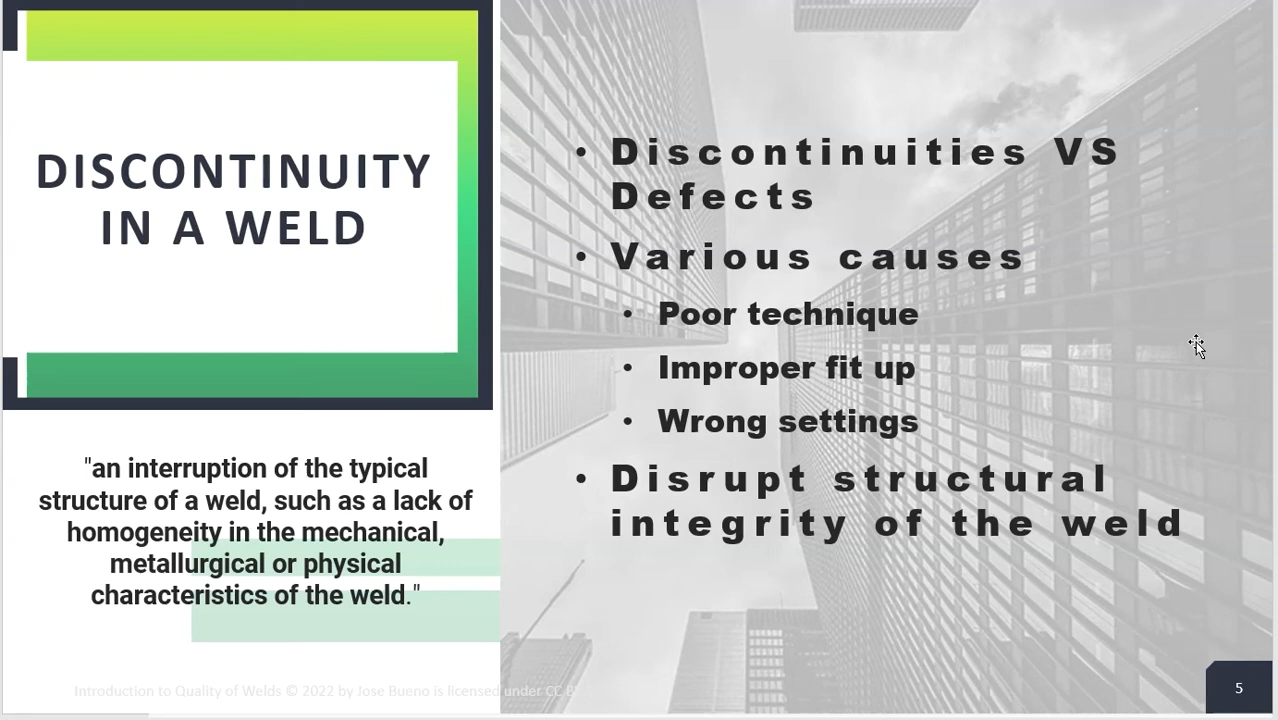 DISCONTINUITY
IN A WELD
"an interruption of the typical
structure of a weld, such as a lack of
homogeneity in the mechanical,
metallurgical or physical
characteristics of the weld."
• Discontinuities VS
Defects
• Various causes
• Poor technique
• Improper fit up
• Wrong settings
• Disrupt structural
integrity of the weld
Introduction to Quality of Welds © 2022 by Jose Bueno is licensed under CC B
5